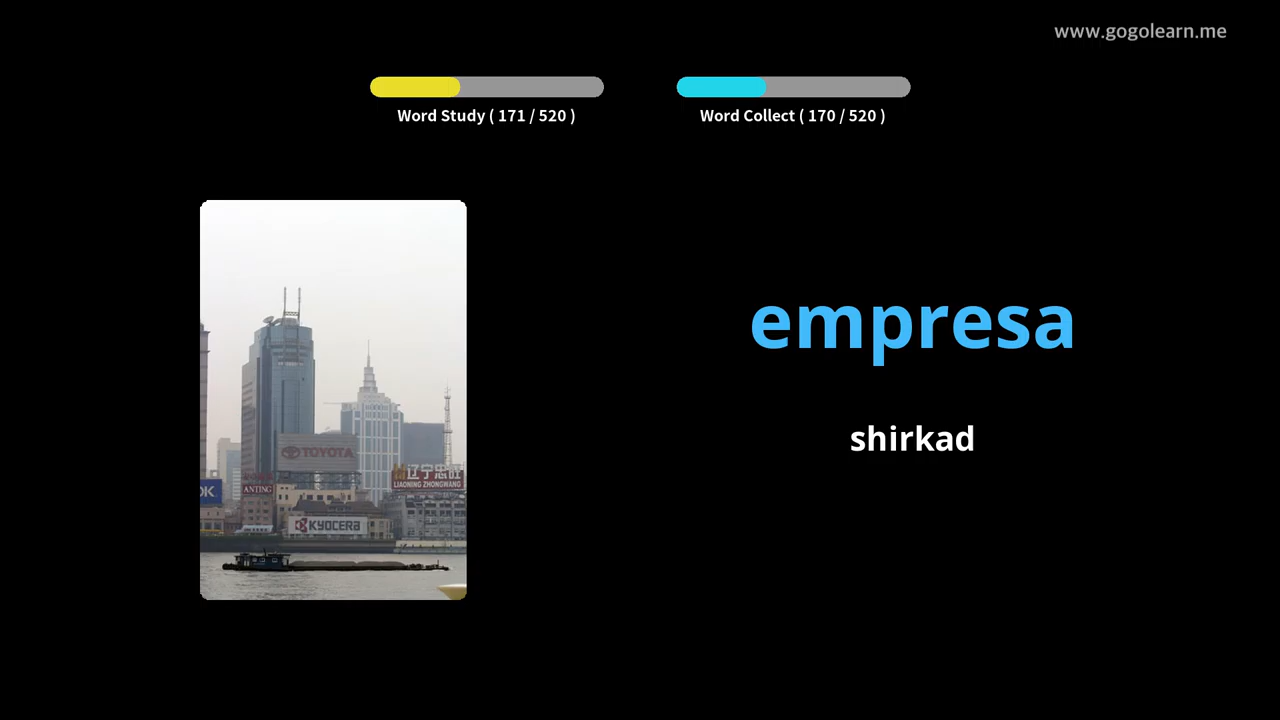 www.gogolearn.me
Word Study ( 171 / 520 )
Word Collect ( 170 / 520 )
empresa
shirkad
TOYOTA
辽宁忠旺
LIAONING ZHONGWANG
OK
ANTING
KYOCERA